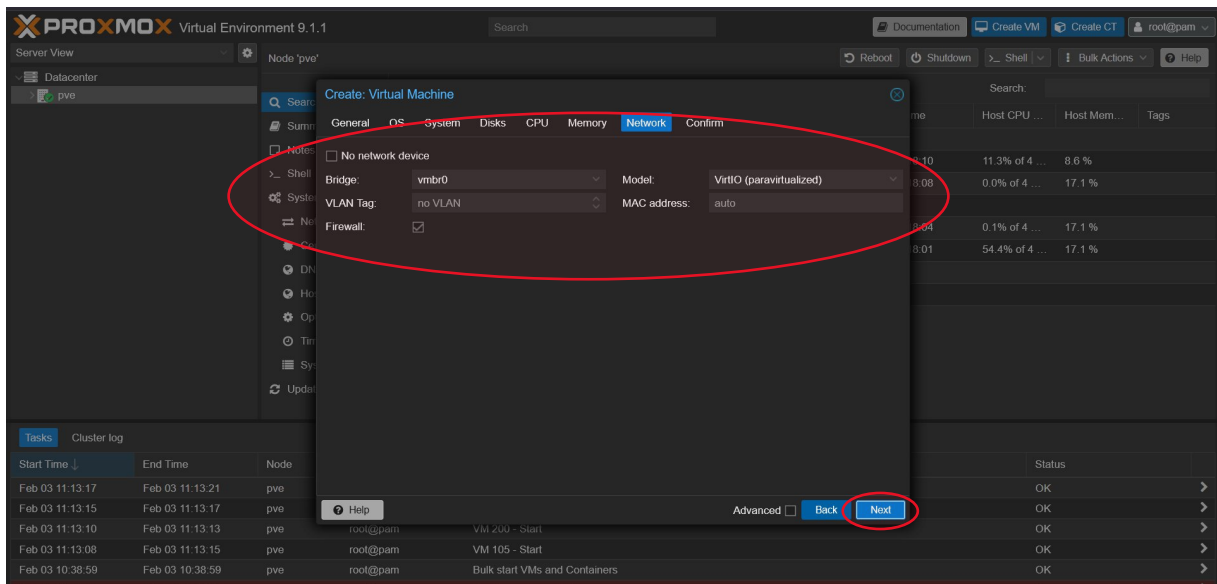 PROXMOX Virtual Environment 9.1.1 Search Documentation Create VM Create CT root@pam
Server View Node 'pve' Reboot Shutdown Shell Bulk Actions Help
Datacenter
pve
Search:
Create: Virtual Machine
General OS System Disks CPU Memory Network Confirm
Host CPU ... Host Mem... Tags
No network device
8:10 11.3% of 4 ... 8.6 %
Bridge: vmbr0 Model: VirtIO (paravirtualized)
8:08 0.0% of 4 ... 17.1 %
VLAN Tag: no VLAN MAC address: auto
Firewall:
8:04 0.1% of 4 ... 17.1 %
8:01 54.4% of 4 ... 17.1 %
Shell
Help Advanced Back Next
Tasks Cluster log
Start Time End Time Node Status
Feb 03 11:13:17 Feb 03 11:13:21 pve OK
Feb 03 11:13:15 Feb 03 11:13:17 pve OK
Feb 03 11:13:10 Feb 03 11:13:13 pve root@pam VM 200 - Start OK
Feb 03 11:13:08 Feb 03 11:13:15 pve root@pam VM 105 - Start OK
Feb 03 10:38:59 Feb 03 10:38:59 pve root@pam Bulk start VMs and Containers OK